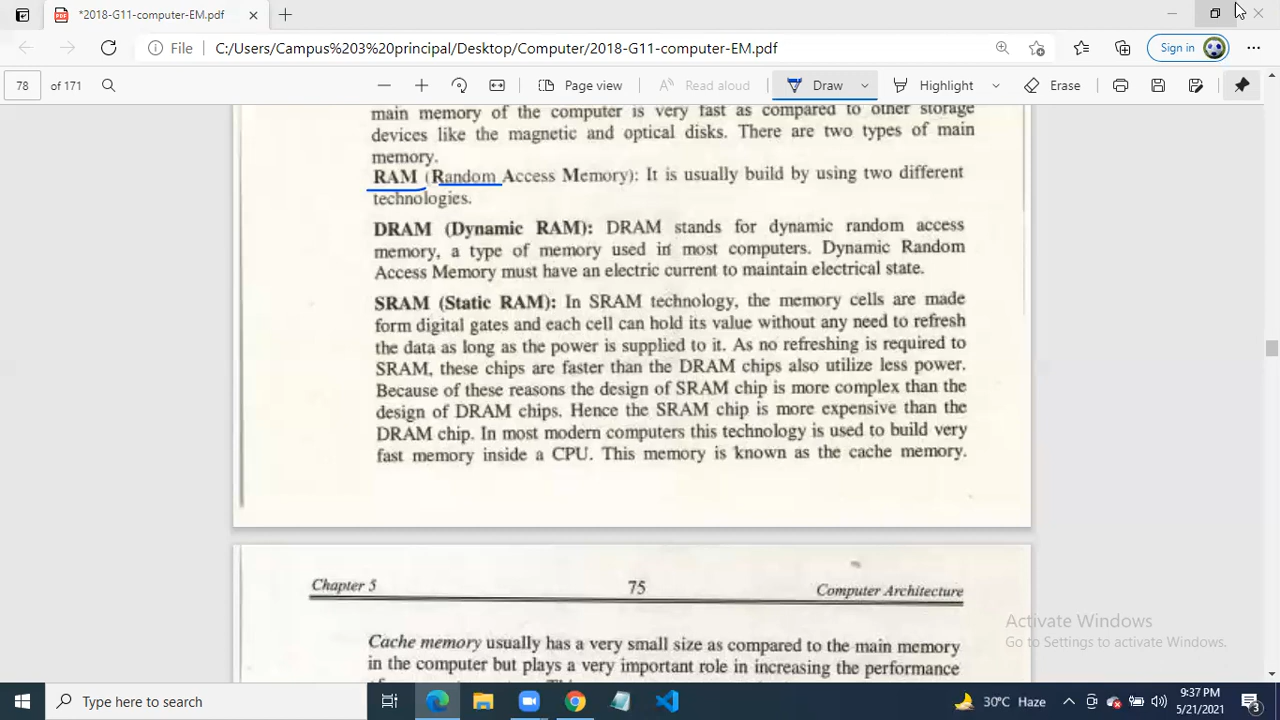 *2018-G11-computer-EM.pdf
File
C:/Users/Campus%203%20principal/Desktop/Computer/2018-G11-computer-EM.pdf
Sign in
78 of 171
Page view
Read aloud
Draw
Highlight
Erase
main memory of the computer is very fast as compared to other storage
devices like the magnetic and optical disks. There are two types of main
memory.
RAM (Random Access Memory): It is usually build by using two different
technologies.
DRAM (Dynamic RAM): DRAM stands for dynamic random access
memory, a type of memory used in most computers. Dynamic Random
Access Memory must have an electric current to maintain electrical state.
SRAM (Static RAM): In SRAM technology, the memory cells are made
form digital gates and each cell can hold its value without any need to refresh
the data as long as the power is supplied to it. As no refreshing is required to
SRAM, these chips are faster than the DRAM chips also utilize less power.
Because of these reasons the design of SRAM chip is more complex than the
design of DRAM chips. Hence the SRAM chip is more expensive than the
DRAM chip. In most modern computers this technology is used to build very
fast memory inside a CPU. This memory is known as the cache memory.
Chapter 5 75 Computer Architecture
Cache memory usually has a very small size as compared to the main memory
in the computer but plays a very important role in increasing the performance
Activate Windows
Go to Settings to activate Windows.
Type here to search
30°C Haze
9:37 PM
5/21/2021
3